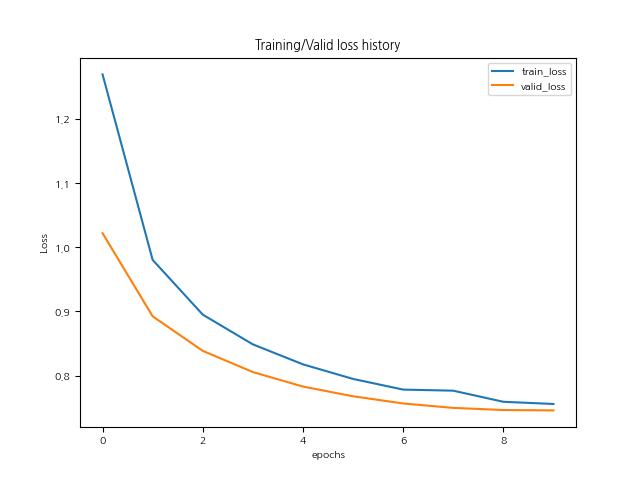 Training/Valid loss history
train_loss
valid_loss
1.2
1.1
1.0
0.9
0.8
Loss
0 2 4 6 8
epochs